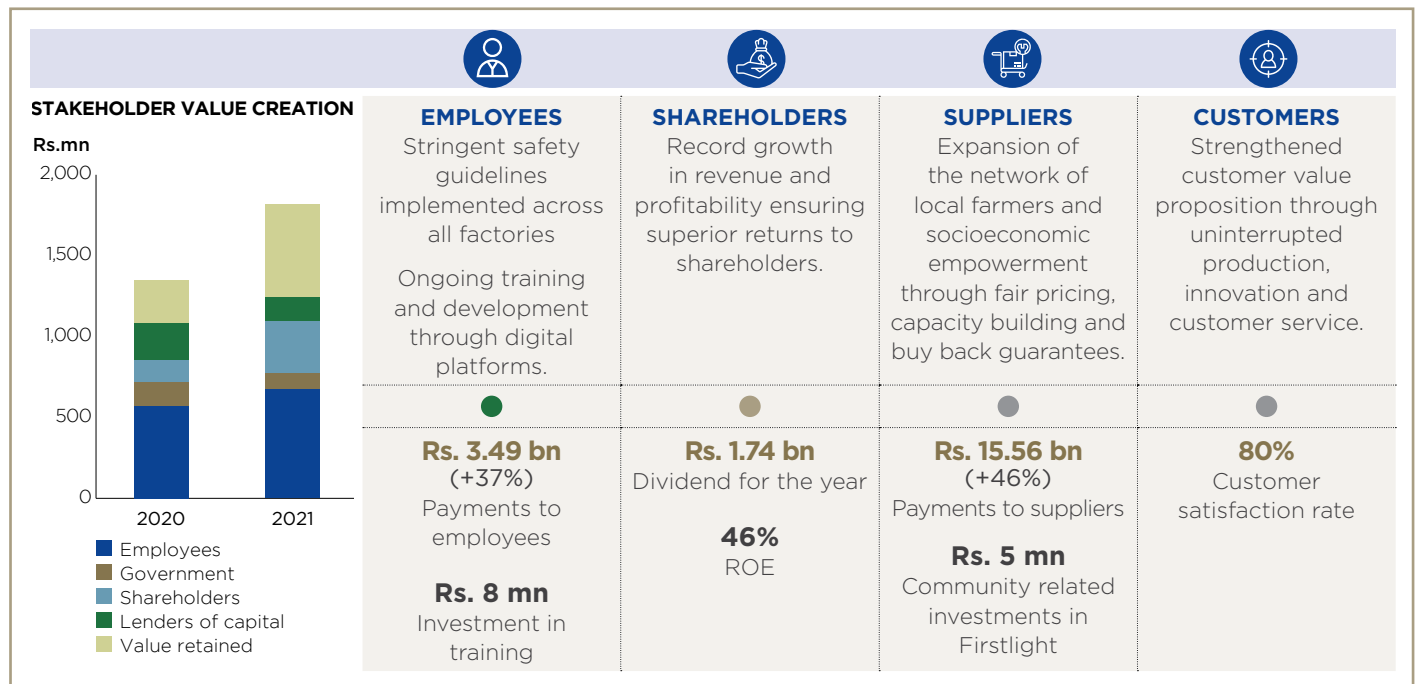 STAKEHOLDER VALUE CREATION
Rs.mn
2,000
1,500
1,000
500
0
2020
2021
Employees
Government
Shareholders
Lenders of capital
Value retained
EMPLOYEES
Stringent safety
guidelines
implemented across
all factories
Ongoing training
and development
through digital
platforms.
Rs. 3.49 bn
(+37%)
Payments to
employees
Rs. 8 mn
Investment in
training
SHAREHOLDERS
Record growth
in revenue and
profitability ensuring
superior returns to
shareholders.
Rs. 1.74 bn
Dividend for the year
46%
ROE
SUPPLIERS
Expansion of
the network of
local farmers and
socioeconomic
empowerment
through fair pricing,
capacity building and
buy back guarantees.
Rs. 15.56 bn
(+46%)
Payments to suppliers
Rs. 5 mn
Community related
investments in
Firstlight
CUSTOMERS
Strengthened
customer value
proposition through
uninterrupted
production,
innovation and
customer service.
80%
Customer
satisfaction rate